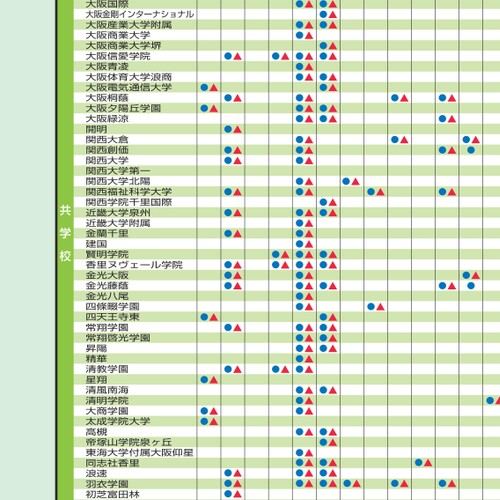 大阪国際
大阪金剛インターナショナル
大阪産業大学附属
大阪商業大学
大阪商業大学堺
大阪信愛学院
大阪青凌
大阪体育大学浪商
大阪電気通信大学
大阪桐蔭
大阪夕陽丘学園
大阪緑涼
開明
関西大倉
関西創価
関西大学
関西大学第一
関西大学北陽
関西福祉科学大学
関西学院千里国際
近畿大学泉州
近畿大学附属
金蘭千里
建国
賢明学院
香里ヌヴェール学院
金光大阪
金光藤蔭
金光八尾
四條畷学園
四天王寺東
常翔学園
常翔啓光学園
昇陽
精華
清教学園
星翔
清風南海
清明学院
大商学園
太成学院大学
高槻
帝塚山学院泉ヶ丘
東海大学付属大阪仰星
同志社香里
浪速
羽衣学園
初芝富田林
共学校